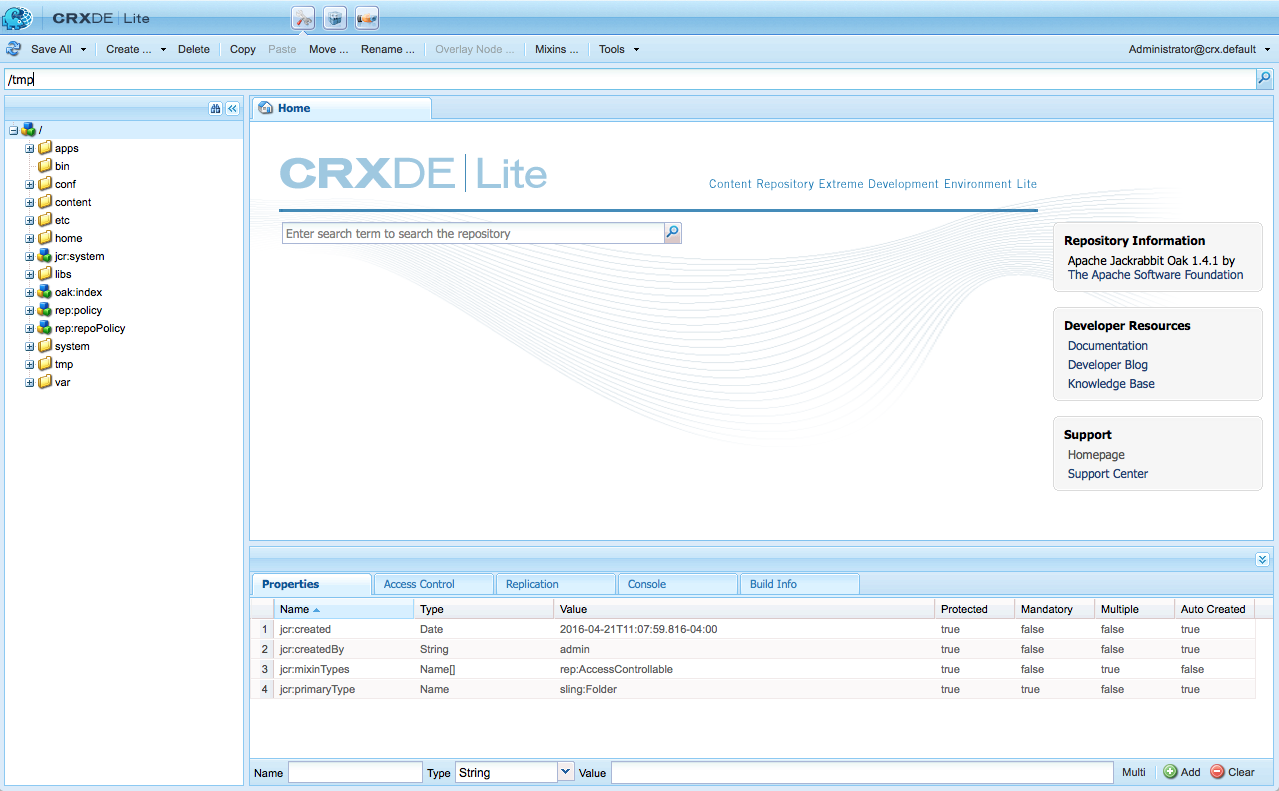 CRXDE | Lite
Save All Create ... Delete Copy Paste Move ... Rename ... Overlay Node ... Mixins ... Tools Administrator@crx.default
/tmp
/
apps
bin
conf
content
etc
home
jcr:system
libs
oak:index
rep:policy
rep:repoPolicy
system
tmp
var
Home
CRXDE | Lite
Content Repository Extreme Development Environment Lite
Enter search term to search the repository
Repository Information
Apache Jackrabbit Oak 1.4.1 by
The Apache Software Foundation
Developer Resources
Documentation
Developer Blog
Knowledge Base
Support
Homepage
Support Center
Properties Access Control Replication Console Build Info
Name Type Value Protected Mandatory Multiple Auto Created
1 jcr:created Date 2016-04-21T11:07:59.816-04:00 true false false true
2 jcr:createdBy String admin true false false true
3 jcr:mixinTypes Name[] rep:AccessControllable true false true false
4 jcr:primaryType Name sling:Folder true true false true
Name Type String Value Multi Add Clear